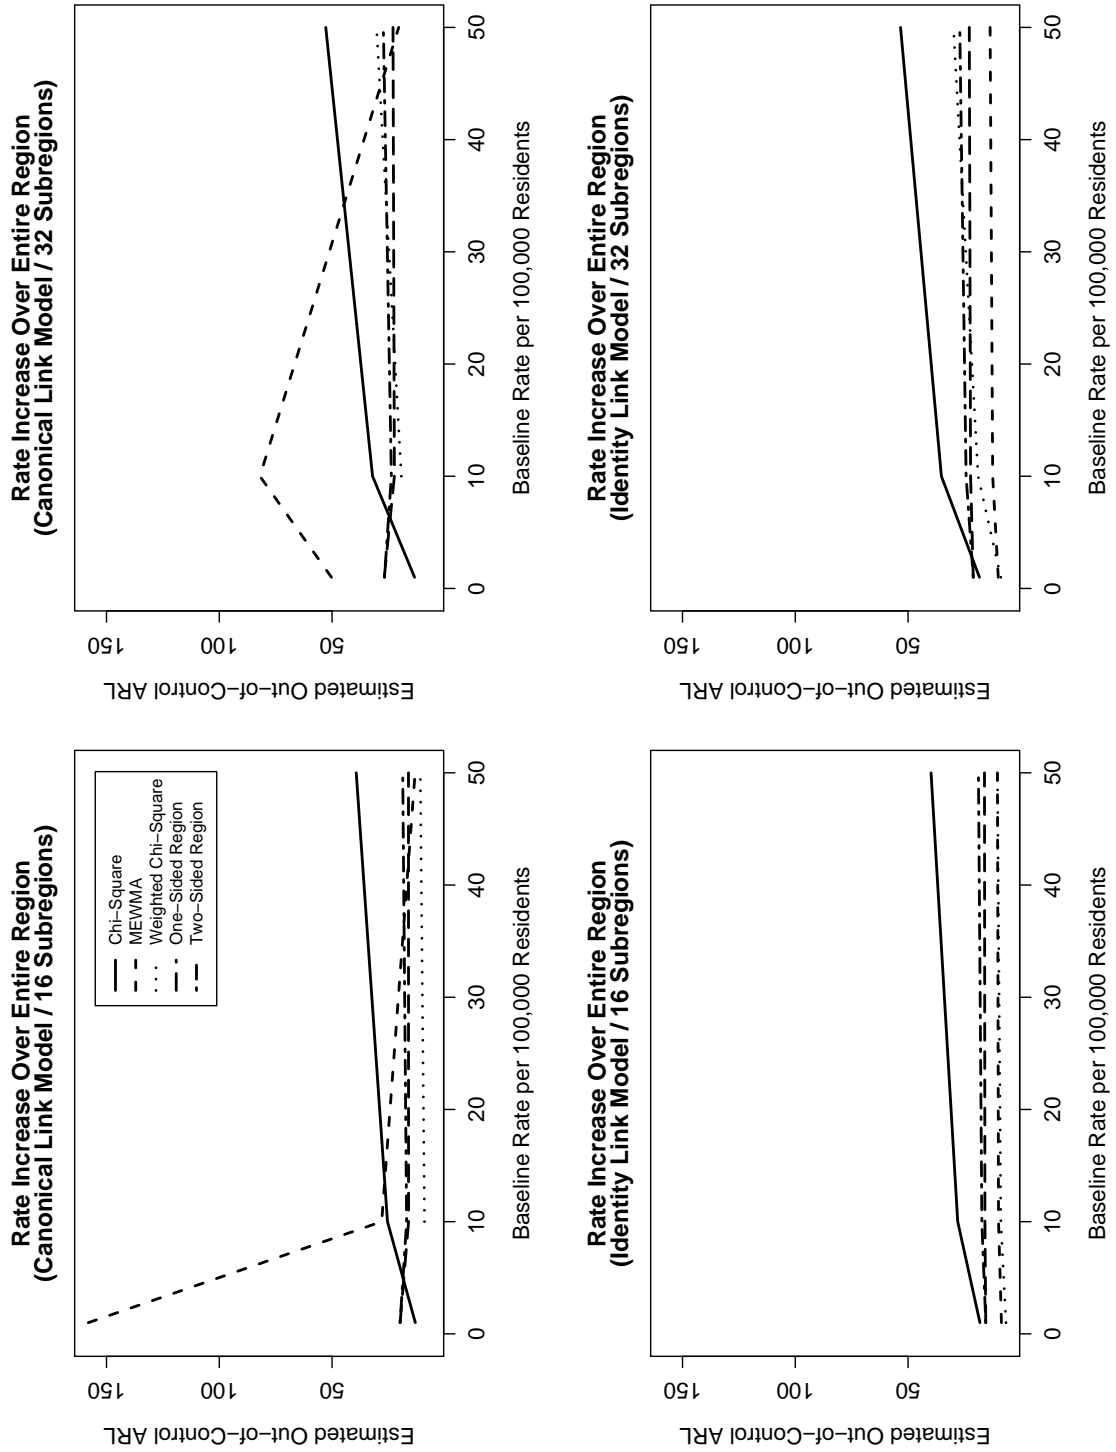 Rate Increase Over Entire Region
(Canonical Link Model / 16 Subregions)
Chi−Square
MEWMA
Weighted Chi−Square
One−Sided Region
Two−Sided Region
Estimated Out−of−Control ARL
50
100
150
0
10
20
30
40
50
Baseline Rate per 100,000 Residents
Rate Increase Over Entire Region
(Canonical Link Model / 32 Subregions)
Estimated Out−of−Control ARL
50
100
150
0
10
20
30
40
50
Baseline Rate per 100,000 Residents
Rate Increase Over Entire Region
(Identity Link Model / 16 Subregions)
Estimated Out−of−Control ARL
50
100
150
0
10
20
30
40
50
Baseline Rate per 100,000 Residents
Rate Increase Over Entire Region
(Identity Link Model / 32 Subregions)
Estimated Out−of−Control ARL
50
100
150
0
10
20
30
40
50
Baseline Rate per 100,000 Residents